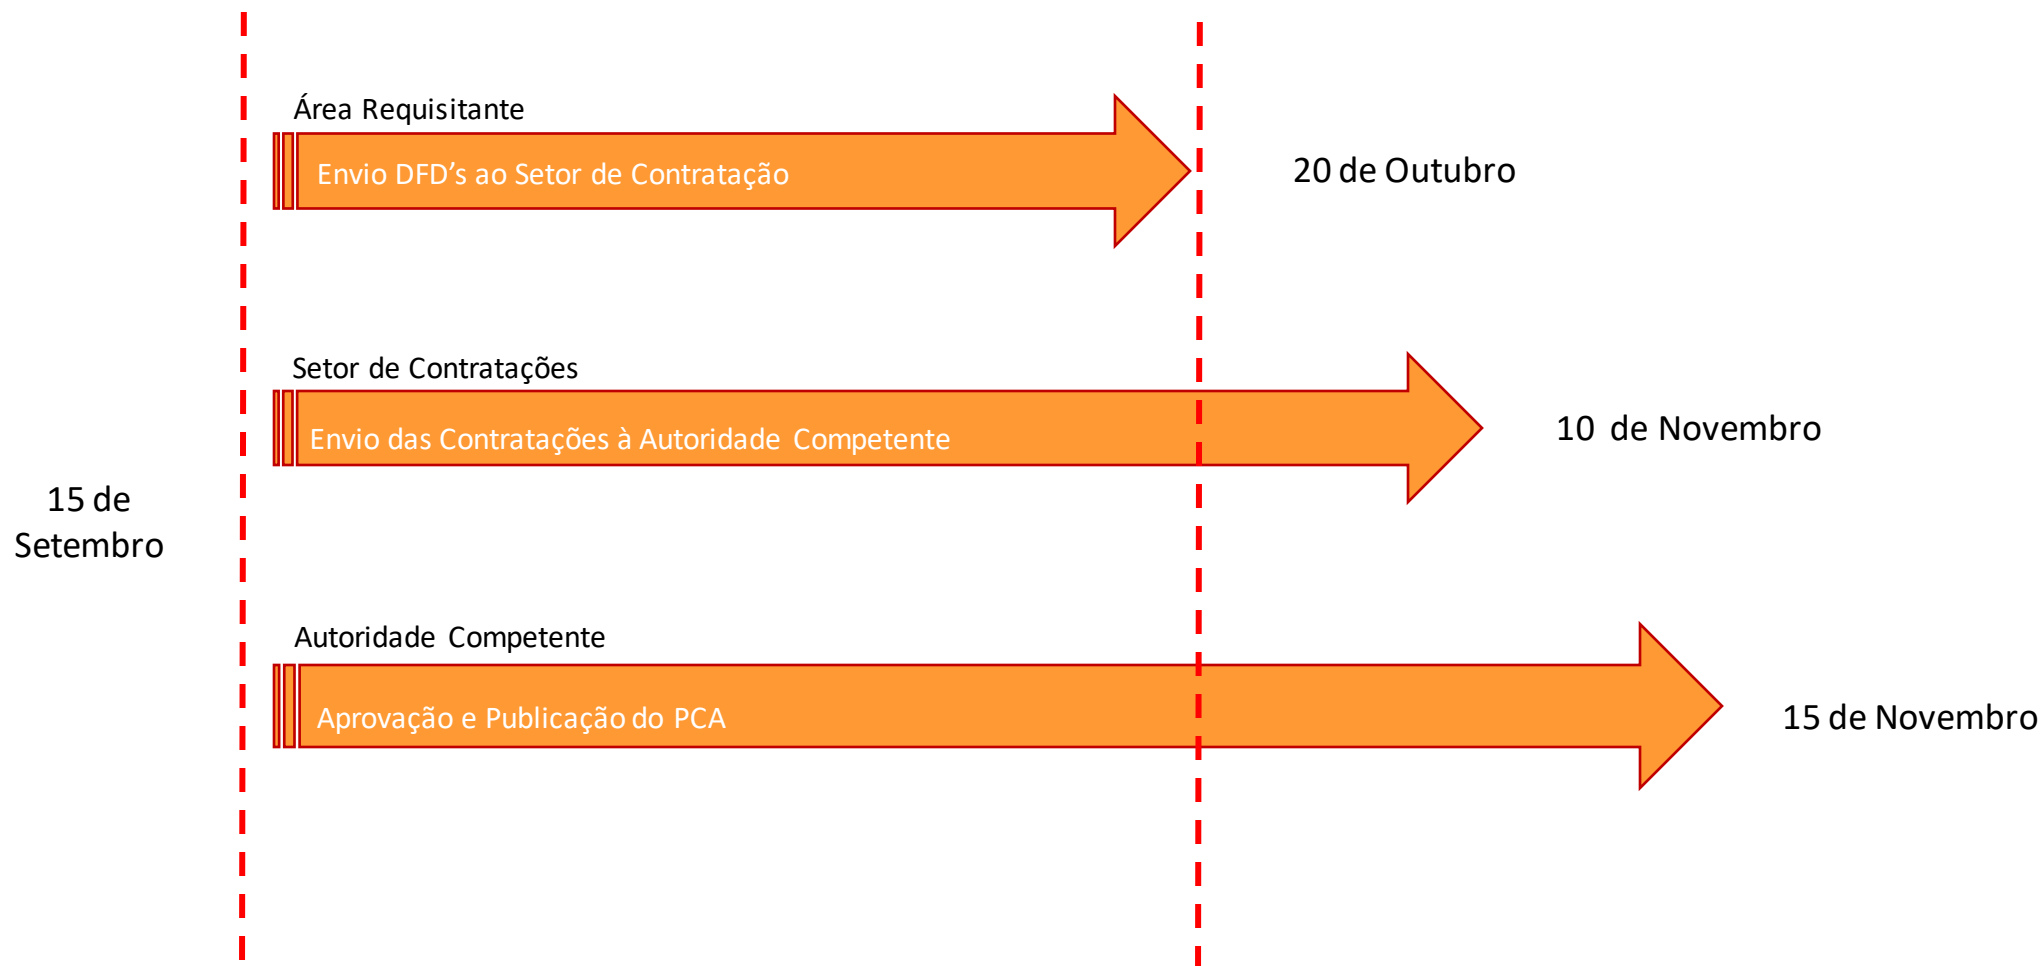 Área Requisitante
Envio DFD’s ao Setor de Contratação
20 de Outubro
Setor de Contratações
Envio das Contratações à Autoridade Competente
10 de Novembro
15 de
Setembro
Autoridade Competente
Aprovação e Publicação do PCA
15 de Novembro